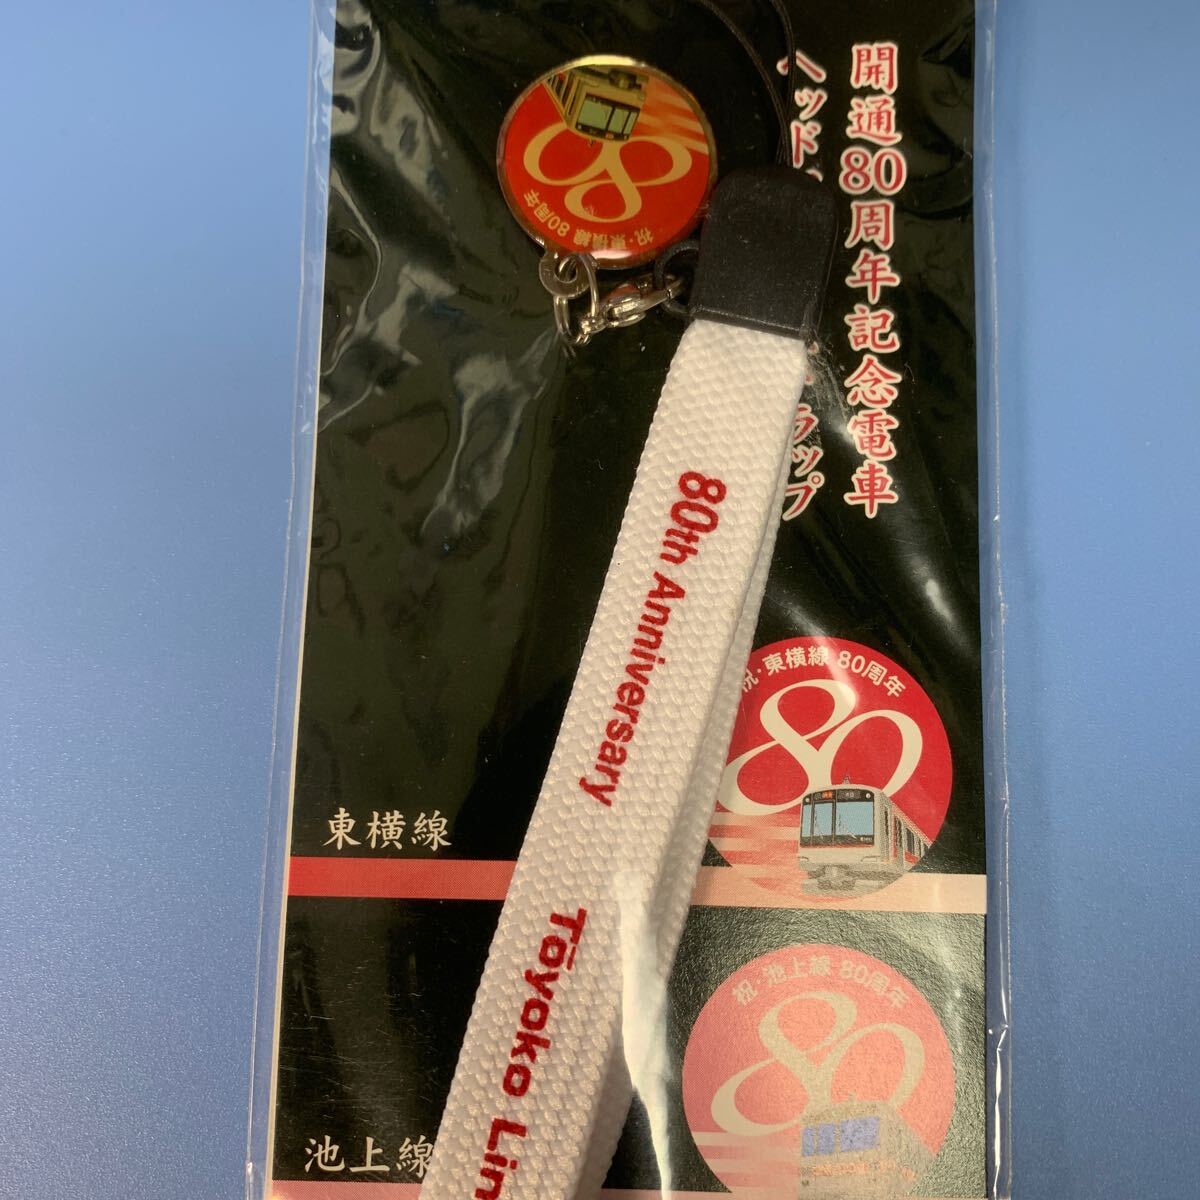 開通80周年記念電車
ヘッド
ラップ
80
祝・東横線 80周年
80th Anniversary
Tōyoko Lin
祝・東横線 80周年
80
東横線
祝・池上線 80周年
80
池上線